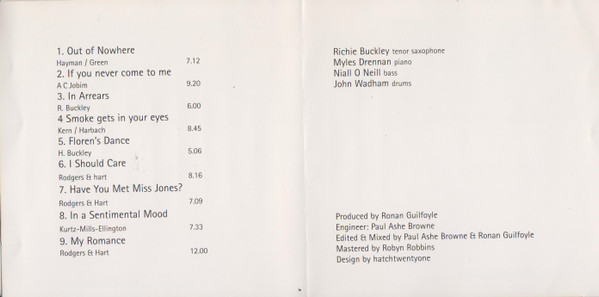 1. Out of Nowhere
Hayman / Green 7.12
2. If you never come to me
A C Jobim 9.20
3. In Arrears
R. Buckley 6.00
4 Smoke gets in your eyes
Kern / Harbach 8.45
5. Floren's Dance
H. Buckley 5.06
6. I Should Care
Rodgers & hart 8.16
7. Have You Met Miss Jones?
Rodgers & Hart 7.09
8. In a Sentimental Mood
Kurtz-Mills-Ellington 7.33
9. My Romance
Rodgers & Hart 12.00
Richie Buckley tenor saxophone
Myles Drennan piano
Niall O Neill bass
John Wadham drums
Produced by Ronan Guilfoyle
Engineer: Paul Ashe Browne
Edited & Mixed by Paul Ashe Browne & Ronan Guilfoyle
Mastered by Robyn Robbins
Design by hatchtwentyone